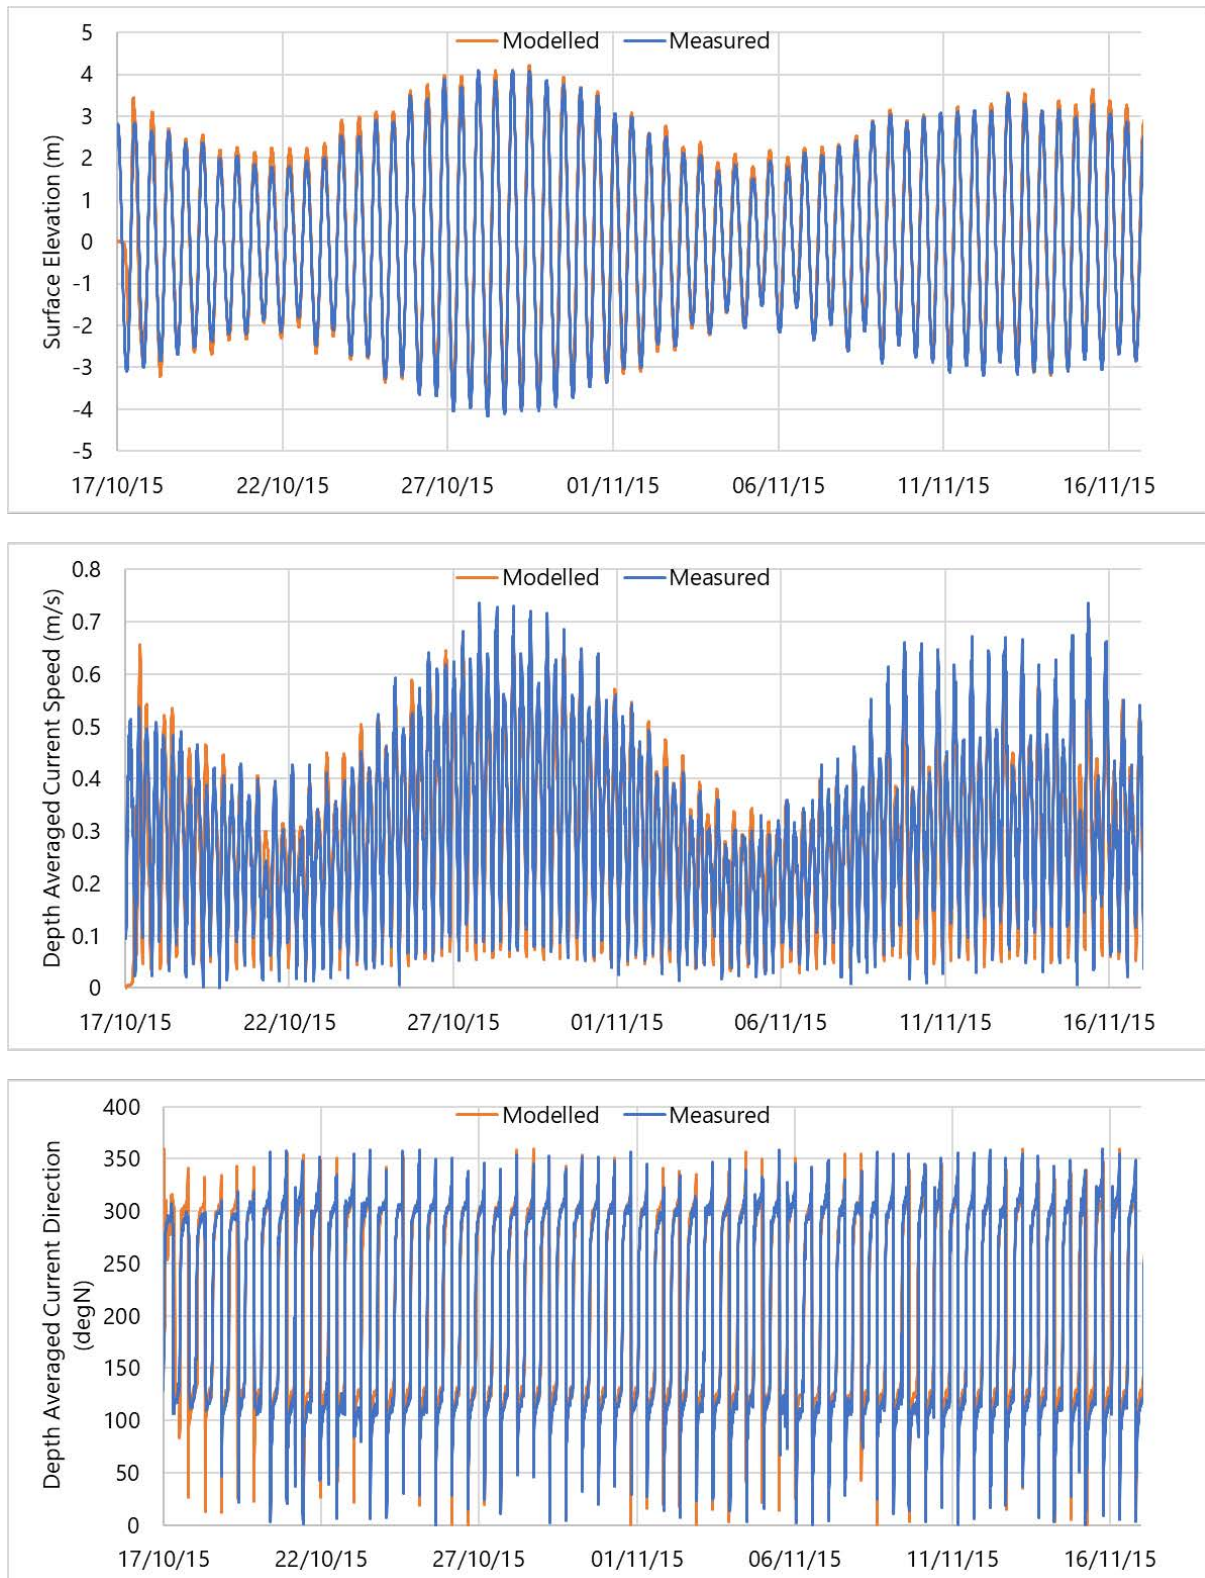 Modelled Measured
5
4
3
2
1
0
-1
-2
-3
-4
-5
Surface Elevation (m)
17/10/15 22/10/15 27/10/15 01/11/15 06/11/15 11/11/15 16/11/15
Modelled Measured
0.8
0.7
0.6
0.5
0.4
0.3
0.2
0.1
0
Depth Averaged Current Speed (m/s)
17/10/15 22/10/15 27/10/15 01/11/15 06/11/15 11/11/15 16/11/15
Modelled Measured
400
350
300
250
200
150
100
50
0
Depth Averaged Current Direction
(degN)
17/10/15 22/10/15 27/10/15 01/11/15 06/11/15 11/11/15 16/11/15